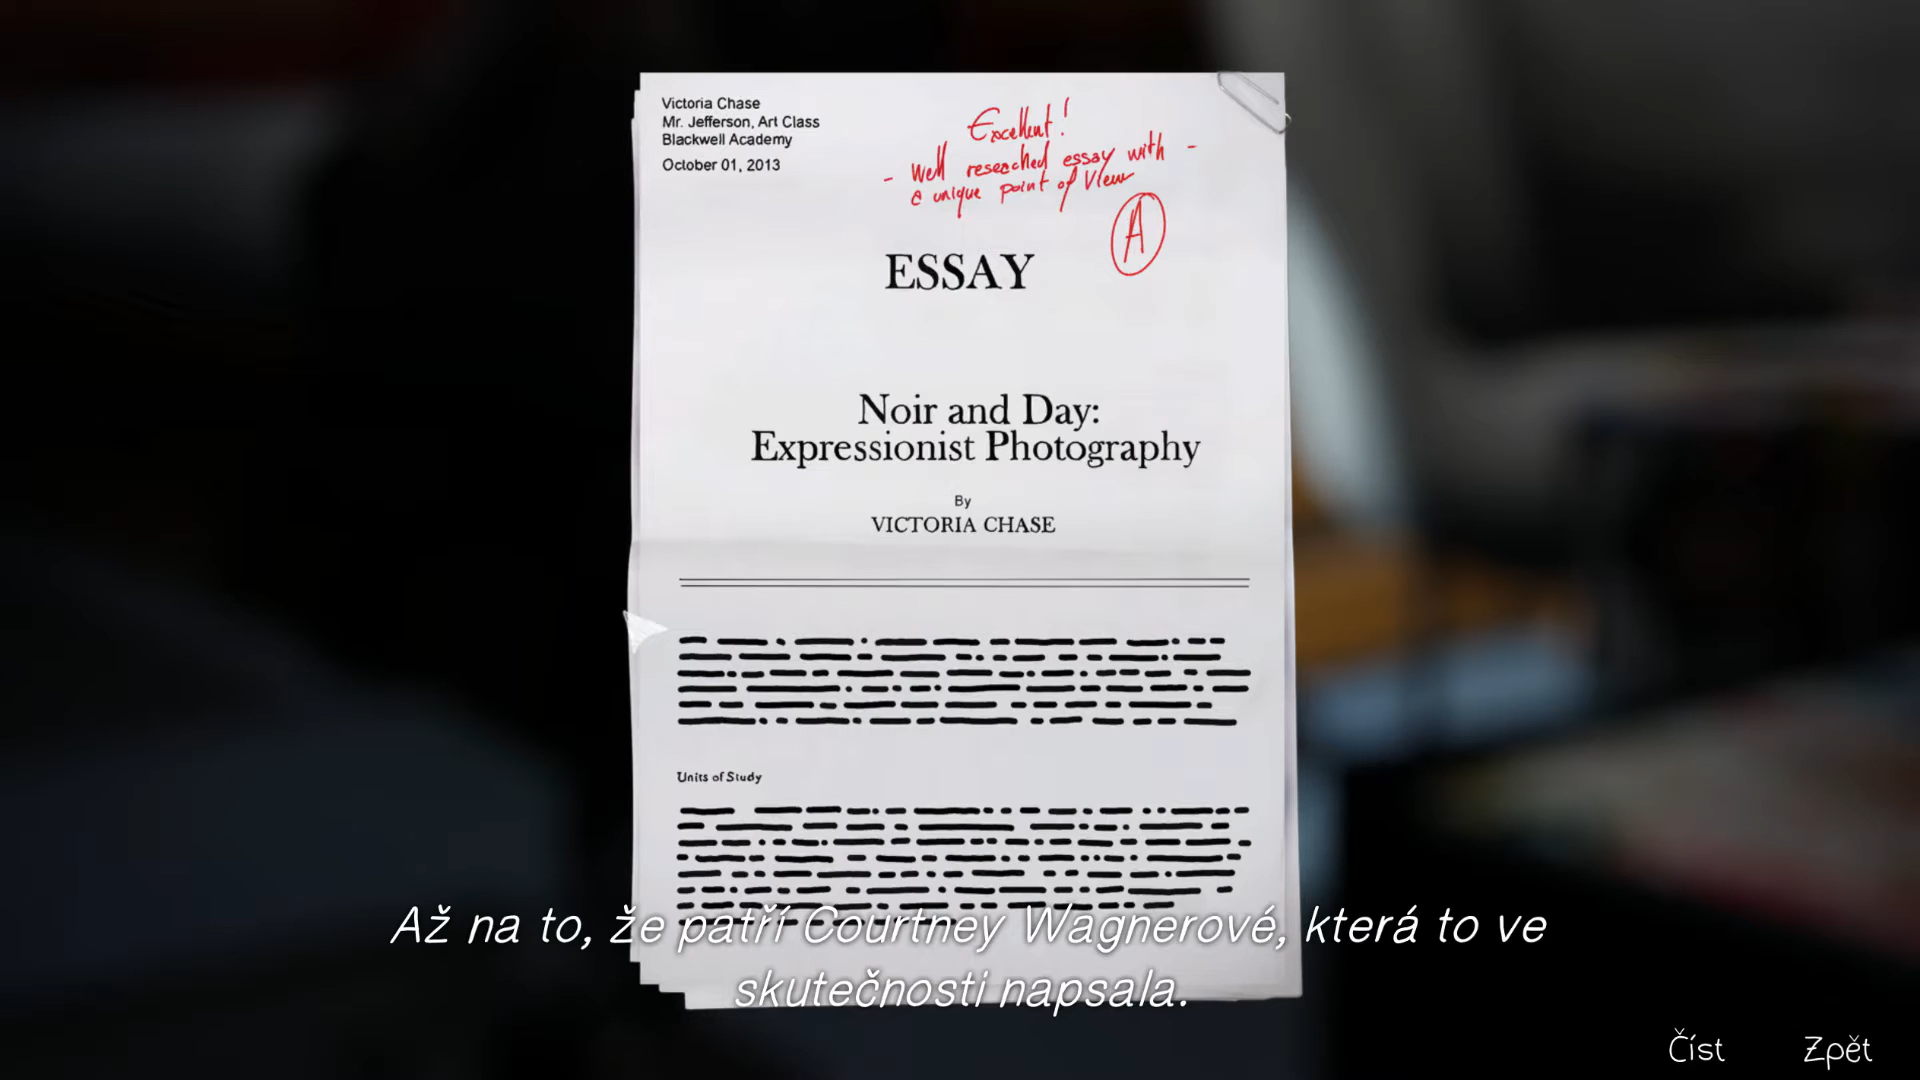 Victoria Chase
Mr. Jefferson, Art Class
Blackwell Academy
October 01, 2013
Excellent!
- Well reseached essay with -
a unique point of View
A
ESSAY
Noir and Day:
Expressionist Photography
By
VICTORIA CHASE
Units of Study
Až na to, že patří Courtney Wagnerové, která to ve
skutečnosti napsala.
Číst
Zpět